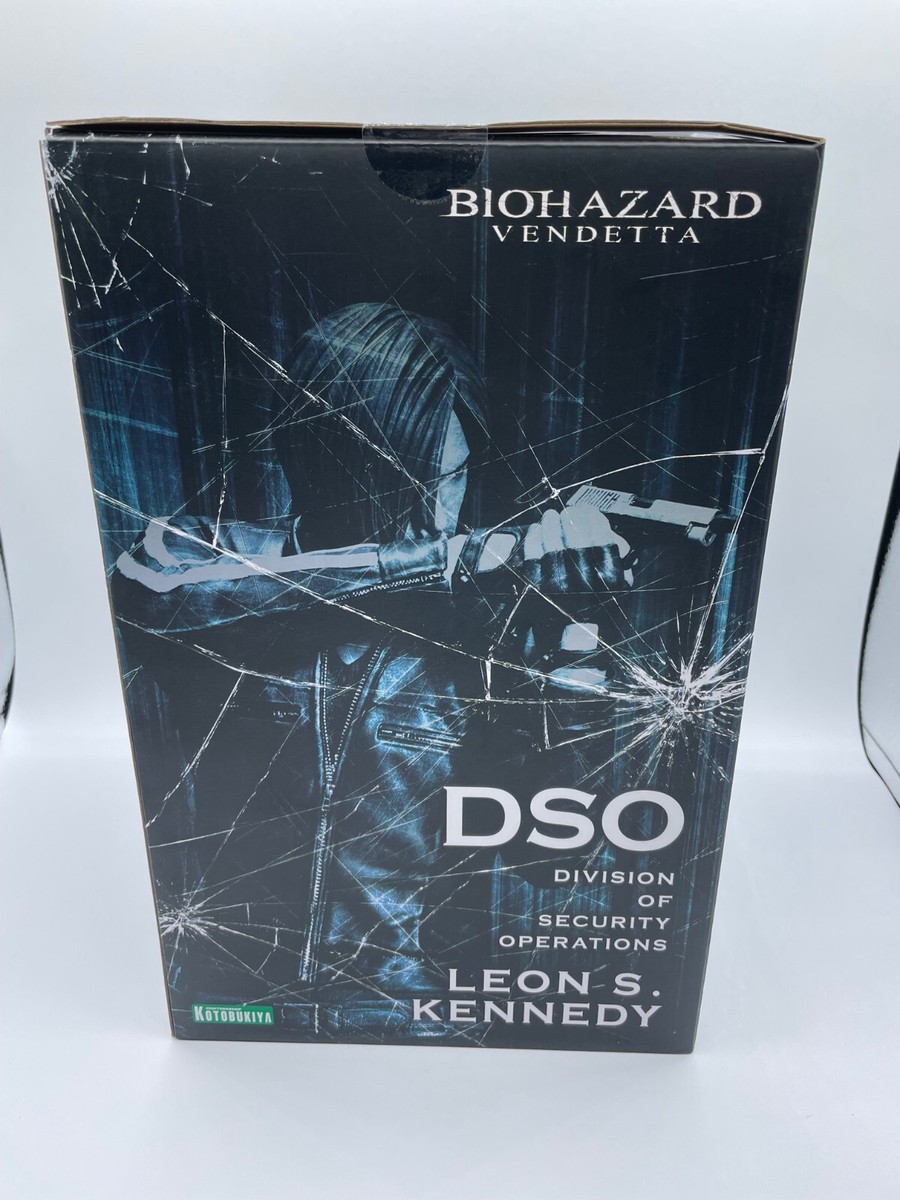 BIOHAZARD
VENDETTA
DSO
DIVISION
OF
SECURITY
OPERATIONS
LEON S.
KENNEDY
KOTOBUKIYA